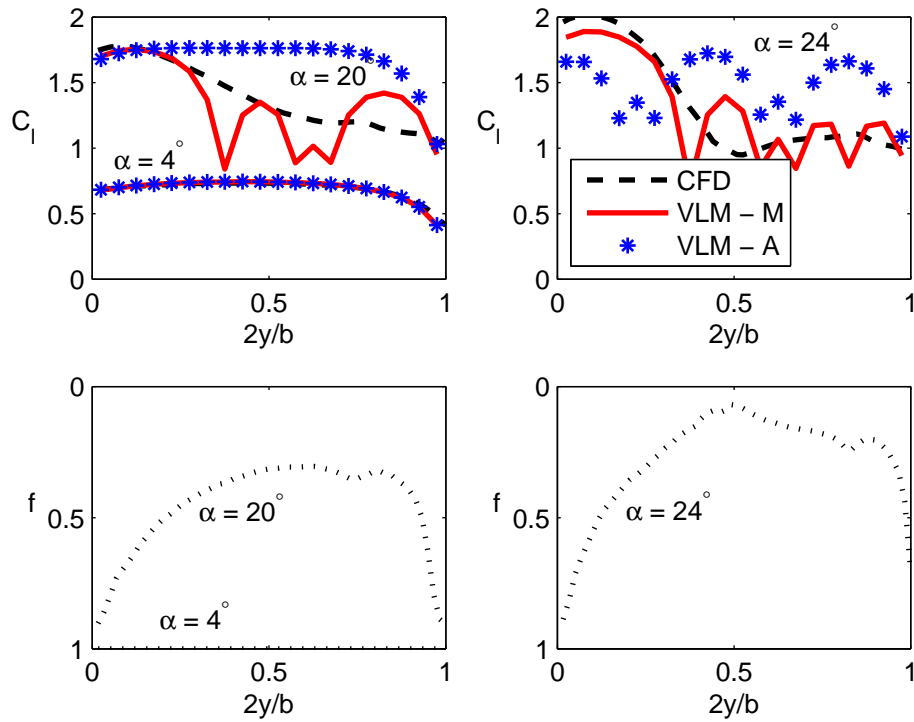 2
1.5
1
0.5
0
C_l
α = 20°
α = 4°
0 0.5 1
2y/b
2
1.5
1
0.5
0
C_l
α = 24°
CFD
VLM − M
VLM − A
0 0.5 1
2y/b
0
0.5
1
f
α = 20°
α = 4°
0 0.5 1
2y/b
0
0.5
1
f
α = 24°
0 0.5 1
2y/b